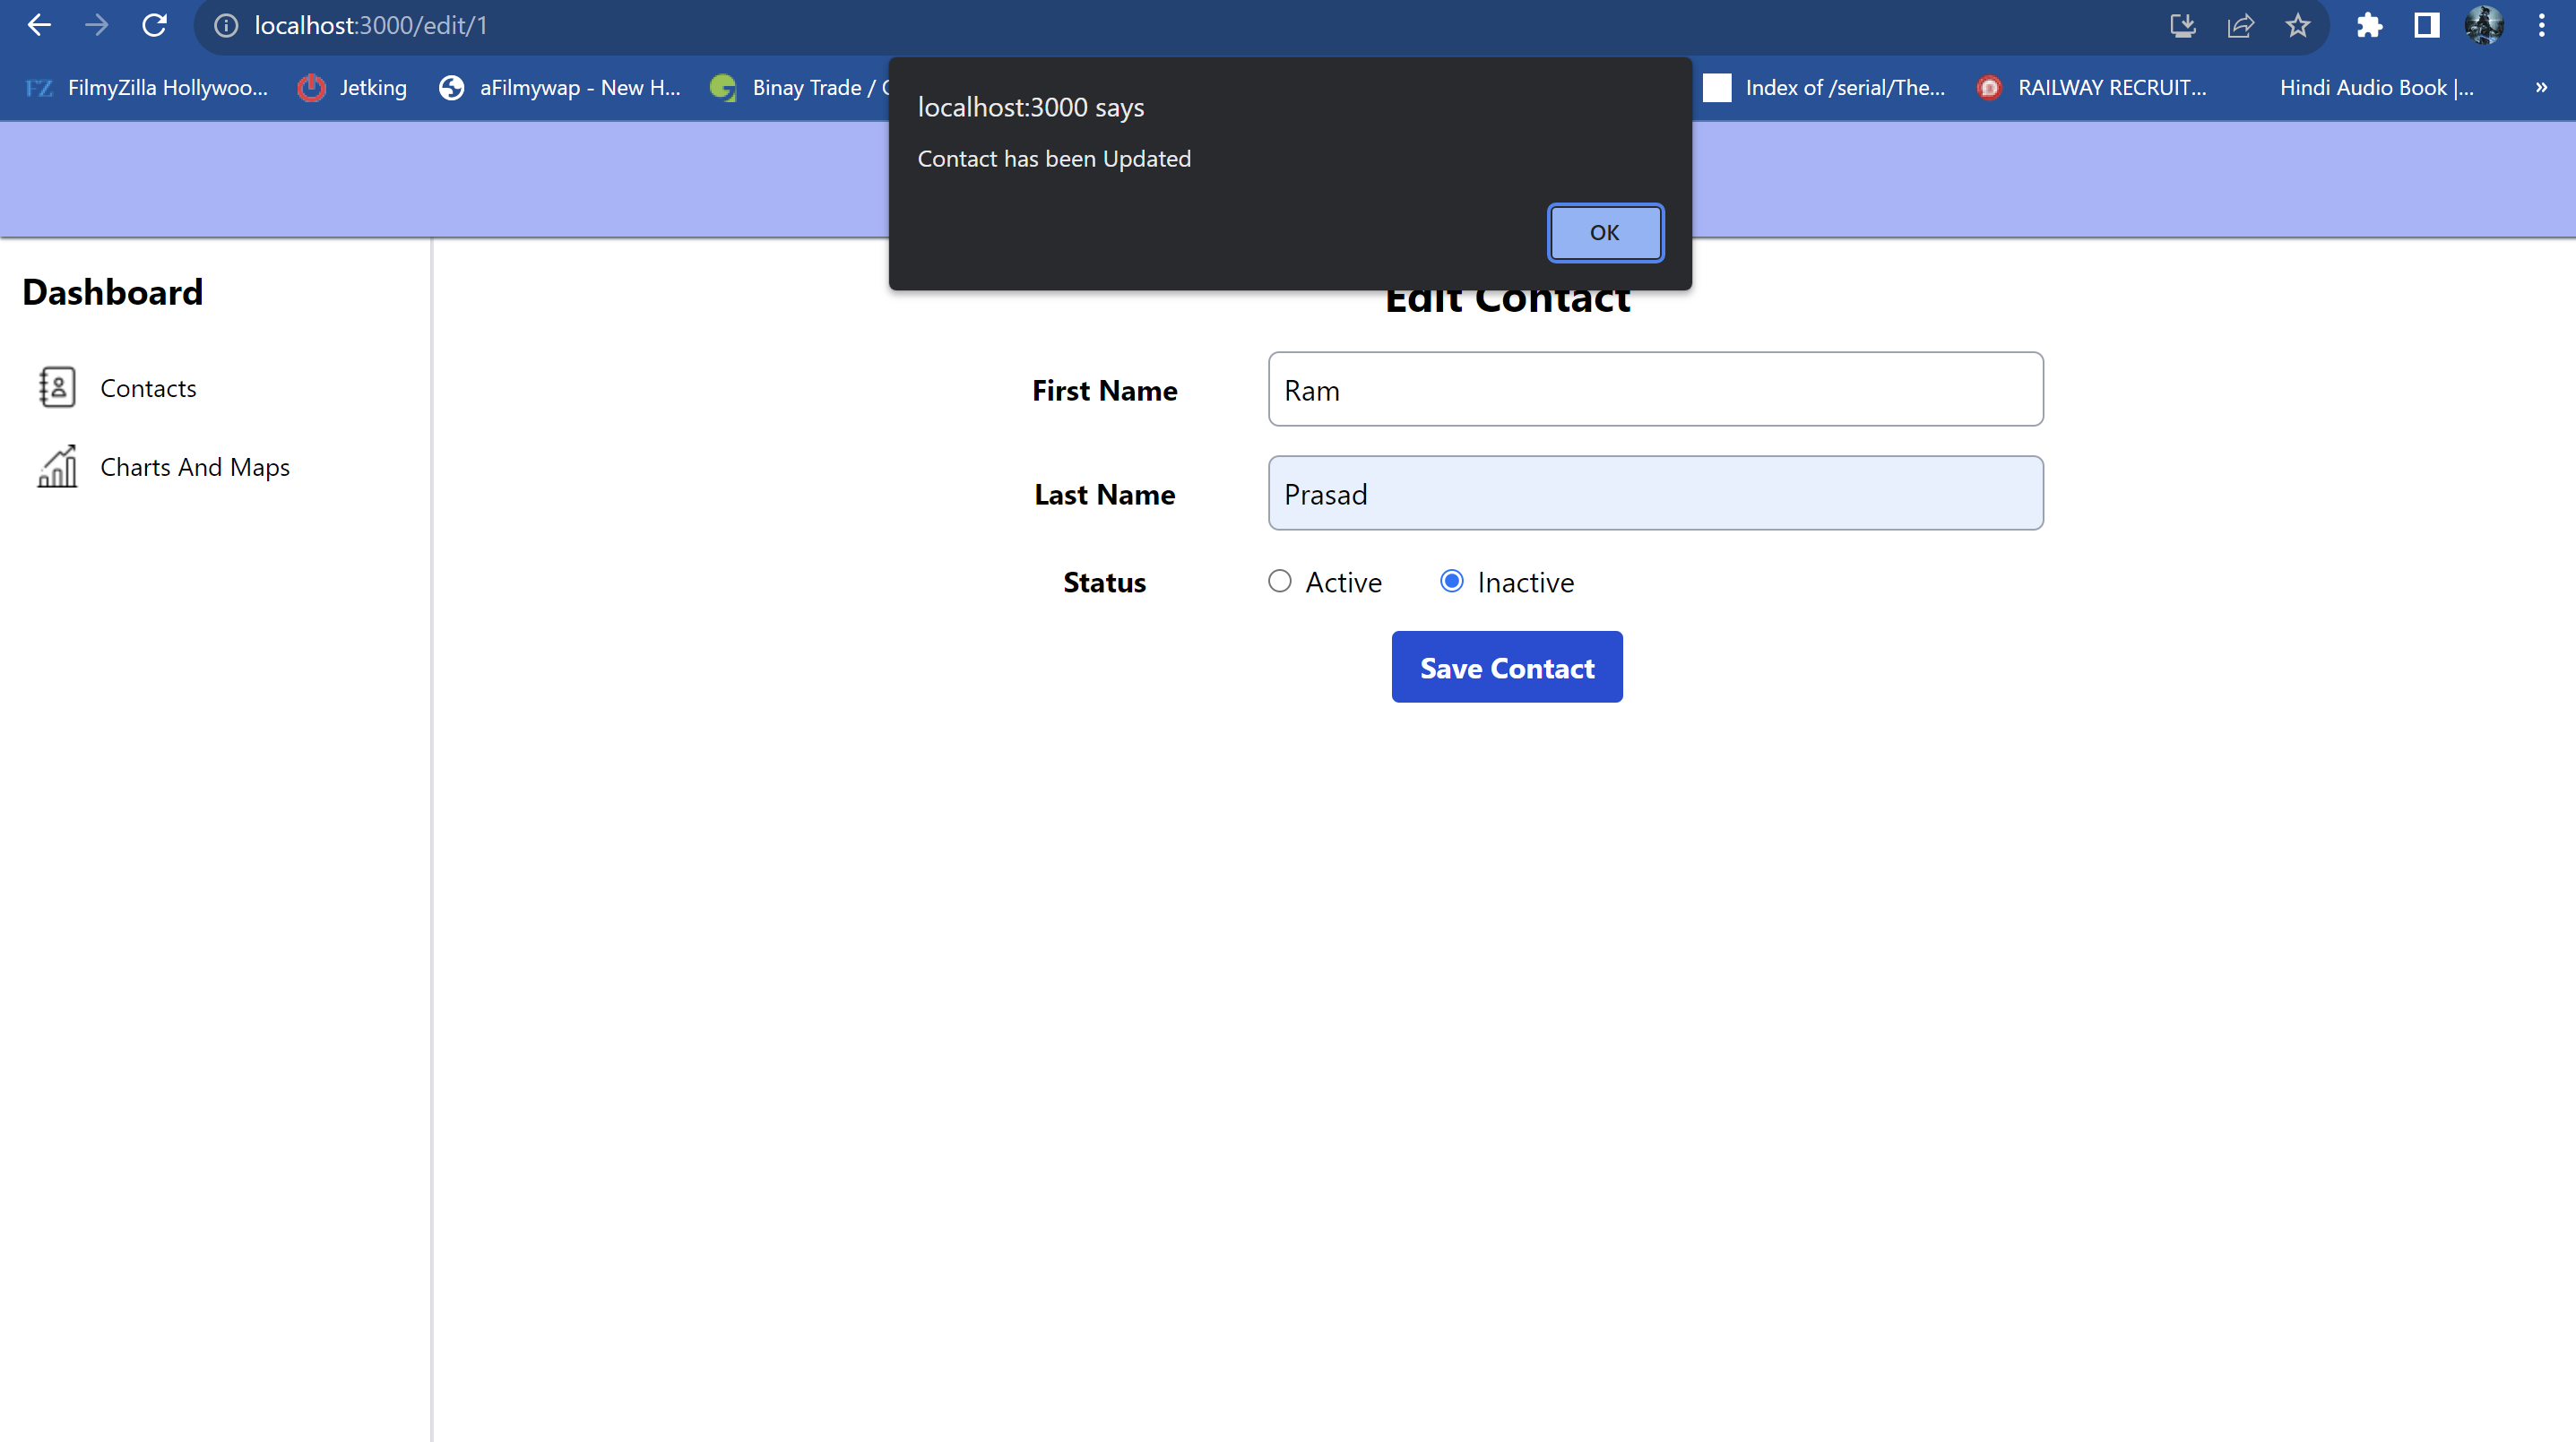 localhost:3000/edit/1
FZ FilmyZilla Hollywoo... Jetking aFilmywap - New H... Binay Trade / Index of /serial/The... RAILWAY RECRUIT... Hindi Audio Book |... »
localhost:3000 says
Contact has been Updated
OK
Dashboard
Edit Contact
Contacts
First Name Ram
Charts And Maps
Last Name Prasad
Status Active Inactive
Save Contact